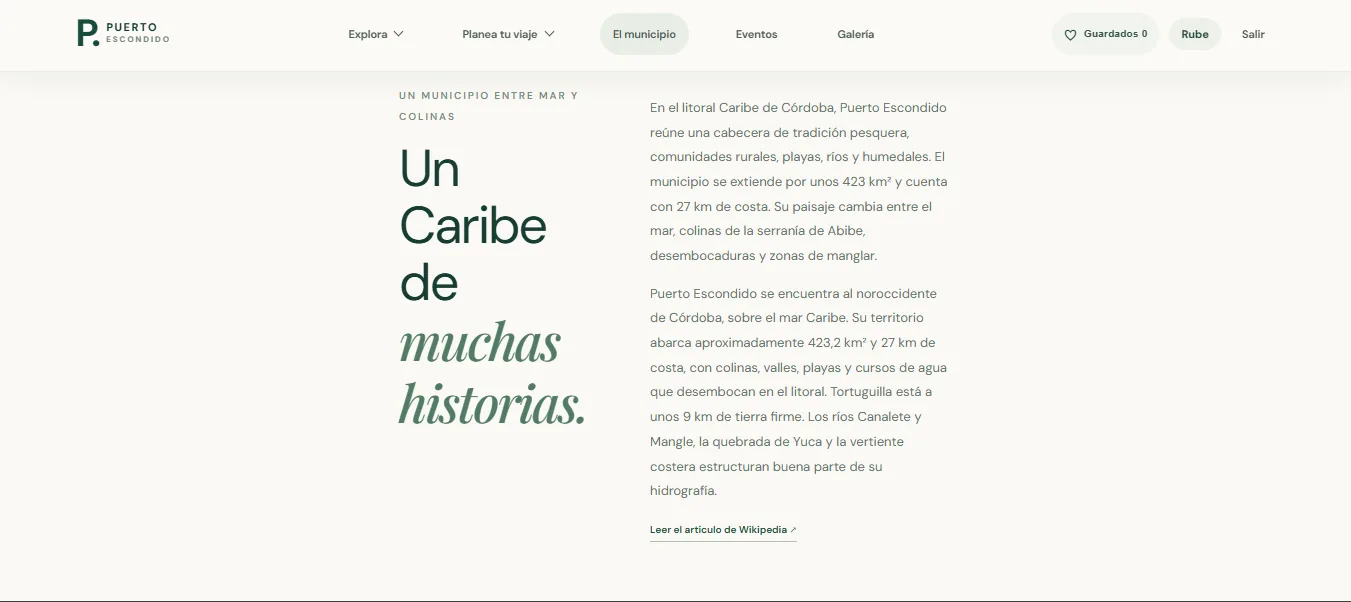 P. PUERTO
ESCONDIDO
Explora
Planea tu viaje
El municipio
Eventos
Galería
Guardados 0
Rube
Salir
UN MUNICIPIO ENTRE MAR Y
COLINAS
Un
Caribe
de
muchas
historias.
En el litoral Caribe de Córdoba, Puerto Escondido
reúne una cabecera de tradición pesquera,
comunidades rurales, playas, ríos y humedales. El
municipio se extiende por unos 423 km² y cuenta
con 27 km de costa. Su paisaje cambia entre el
mar, colinas de la serranía de Abibe,
desembocaduras y zonas de manglar.
Puerto Escondido se encuentra al noroccidente
de Córdoba, sobre el mar Caribe. Su territorio
abarca aproximadamente 423,2 km² y 27 km de
costa, con colinas, valles, playas y cursos de agua
que desembocan en el litoral. Tortuguilla está a
unos 9 km de tierra firme. Los ríos Canalete y
Mangle, la quebrada de Yuca y la vertiente
costera estructuran buena parte de su
hidrografía.
Leer el artículo de Wikipedia ↗